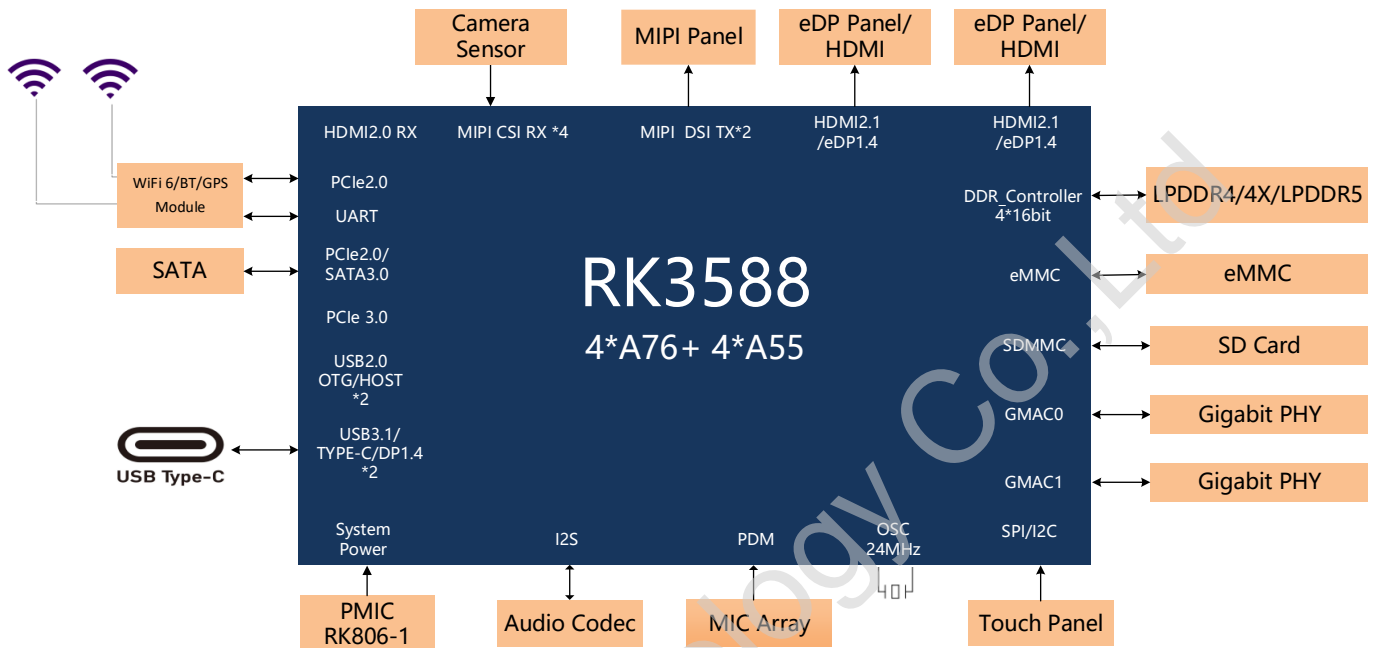 Camera
Sensor
MIPI Panel
eDP Panel/
HDMI
eDP Panel/
HDMI
HDMI2.0 RX
MIPI CSI RX *4
MIPI DSI TX*2
HDMI2.1
/eDP1.4
HDMI2.1
/eDP1.4
WiFi 6/BT/GPS
Module
PCIe2.0
UART
DDR_Controller
4*16bit
LPDDR4/4X/LPDDR5
SATA
PCIe2.0/
SATA3.0
eMMC
eMMC
RK3588
4*A76+ 4*A55
PCIe 3.0
SDMMC
SD Card
USB2.0
OTG/HOST
*2
GMAC0
Gigabit PHY
USB Type-C
USB3.1/
TYPE-C/DP1.4
*2
GMAC1
Gigabit PHY
System
Power
I2S
PDM
OSC
24MHz
SPI/I2C
PMIC
RK806-1
Audio Codec
MIC Array
Touch Panel
ology Co.,Ltd